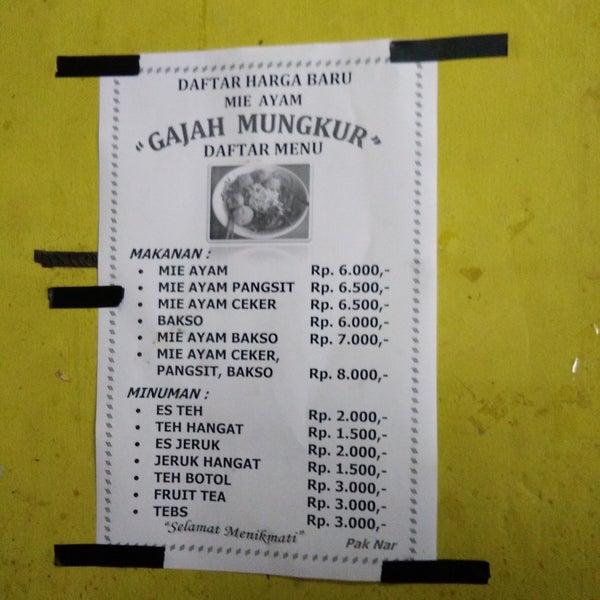 DAFTAR HARGA BARU
MIE AYAM
"GAJAH MUNGKUR"
DAFTAR MENU
MAKANAN :
• MIE AYAM Rp. 6.000,-
• MIE AYAM PANGSIT Rp. 6.500,-
• MIE AYAM CEKER Rp. 6.500,-
• BAKSO Rp. 6.000,-
• MIE AYAM BAKSO Rp. 7.000,-
• MIE AYAM CEKER,
PANGSIT, BAKSO Rp. 8.000,-
MINUMAN :
• ES TEH Rp. 2.000,-
• TEH HANGAT Rp. 1.500,-
• ES JERUK Rp. 2.000,-
• JERUK HANGAT Rp. 1.500,-
• TEH BOTOL Rp. 3.000,-
• FRUIT TEA Rp. 3.000,-
• TEBS Rp. 3.000,-
"Selamat Menikmati"
Pak Nar